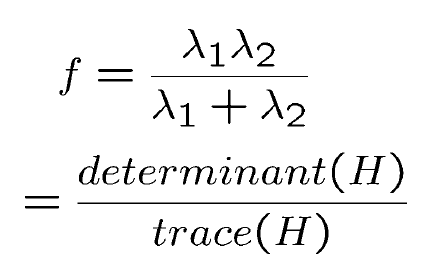 f = λ₁λ₂ / (λ₁ + λ₂)
= determinant(H) / trace(H)